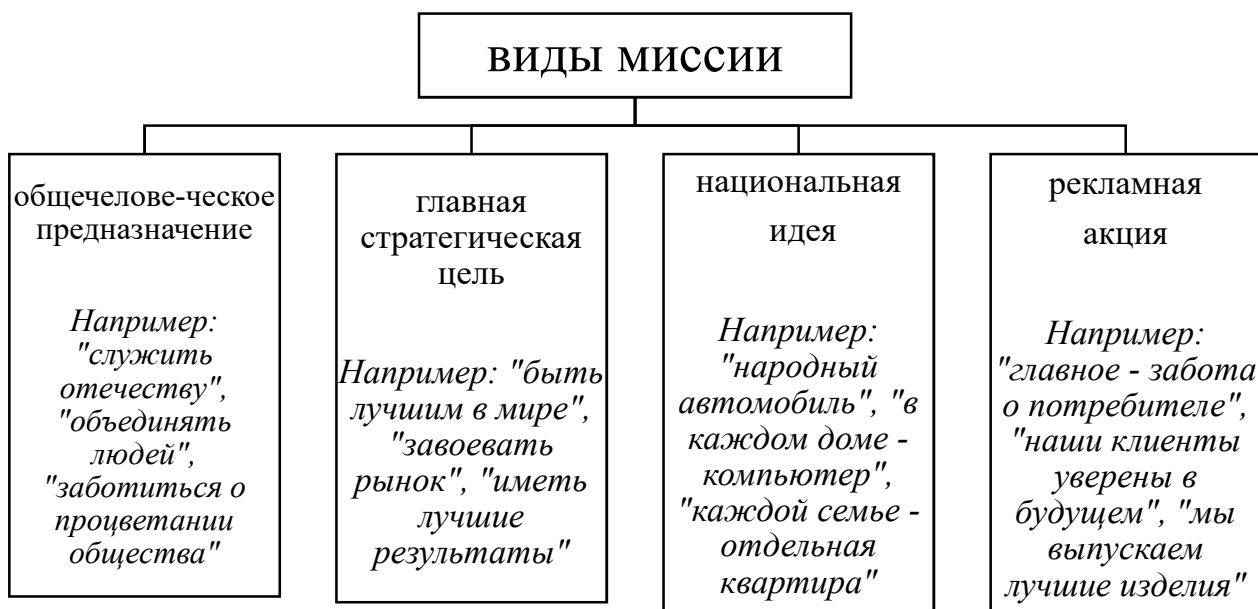 виды миссии
общечелове-ческое
предназначение
Например:
"служить
отечеству",
"объединять
людей",
"заботиться о
процветании
общества"
главная
стратегическая
цель
Например: "быть
лучшим в мире",
"завоевать
рынок", "иметь
лучшие
результаты"
национальная
идея
Например:
"народный
автомобиль", "в
каждом доме -
компьютер",
"каждой семье -
отдельная
квартира"
рекламная
акция
Например:
"главное - забота
о потребителе",
"наши клиенты
уверены в
будущем", "мы
выпускаем
лучшие изделия"